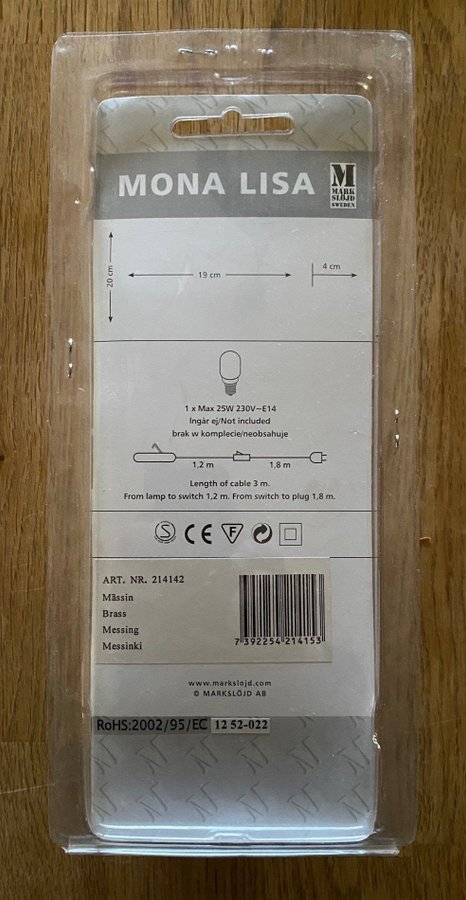 MONA LISA
M
MARK
SLÖJD
SWEDEN
20 cm
19 cm
4 cm
1 x Max 25W 230V~E14
Ingår ej/Not included
brak w komplecie/neobsahuje
1,2 m
1,8 m
Length of cable 3 m.
From lamp to switch 1,2 m. From switch to plug 1,8 m.
S
CE
F
ART. NR. 214142
Mässin
Brass
Messing
Messinki
7 392254 214153
www.markslojd.com
© MARKSLÖJD AB
RoHS:2002/95/EC 12 52-022